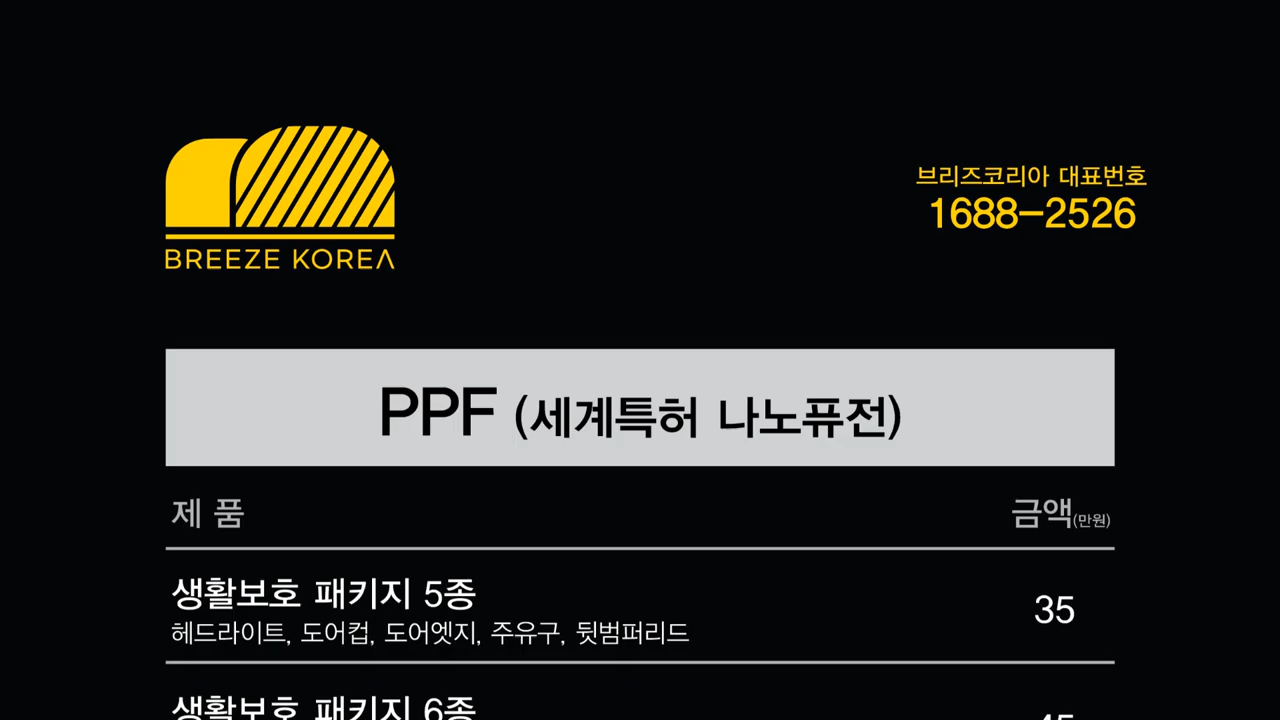 BREEZE KOREA
브리즈코리아 대표번호
1688-2526
PPF (세계특허 나노퓨전)
제 품 금액(만원)
생활보호 패키지 5종 35
헤드라이트, 도어컵, 도어엣지, 주유구, 뒷범퍼리드
생활보호 패키지 6종 45